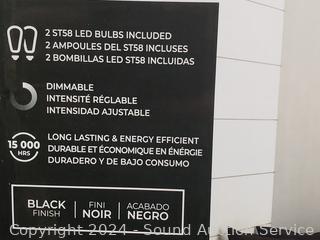 2 ST58 LED BULBS INCLUDED
2 AMPOULES DEL ST58 INCLUSES
2 BOMBILLAS LED ST58 INCLUIDAS
DIMMABLE
INTENSITÉ RÉGLABLE
INTENSIDAD AJUSTABLE
15 000
HRS
LONG LASTING & ENERGY EFFICIENT
DURABLE ET ÉCONOMIQUE EN ÉNERGIE
DURADERO Y DE BAJO CONSUMO
BLACK
FINISH
FINI
NOIR
ACABADO
NEGRO
Copyright 2024 - Sound Auction Service